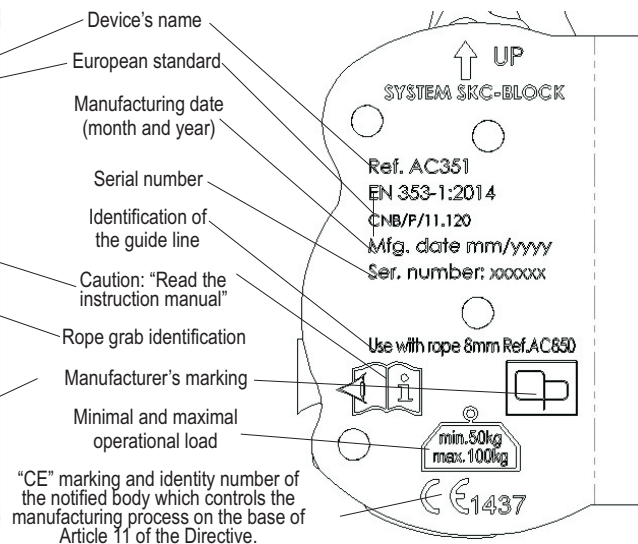 Device's name
European standard
Manufacturing date
(month and year)
Serial number
Identification of
the guide line
Caution: “Read the
instruction manual”
Rope grab identification
Manufacturer's marking
Minimal and maximal
operational load
“CE” marking and identity number of
the notified body which controls the
manufacturing process on the base of
Article 11 of the Directive.
UP
SYSTEM SKC-BLOCK
Ref. AC351
EN 353-1:2014
CNB/P/11.120
Mfg. date mm/yyyy
Ser. number: xxxxxx
Use with rope 8mm Ref.AC850
i
min.50kg
max.100kg
CE 1437